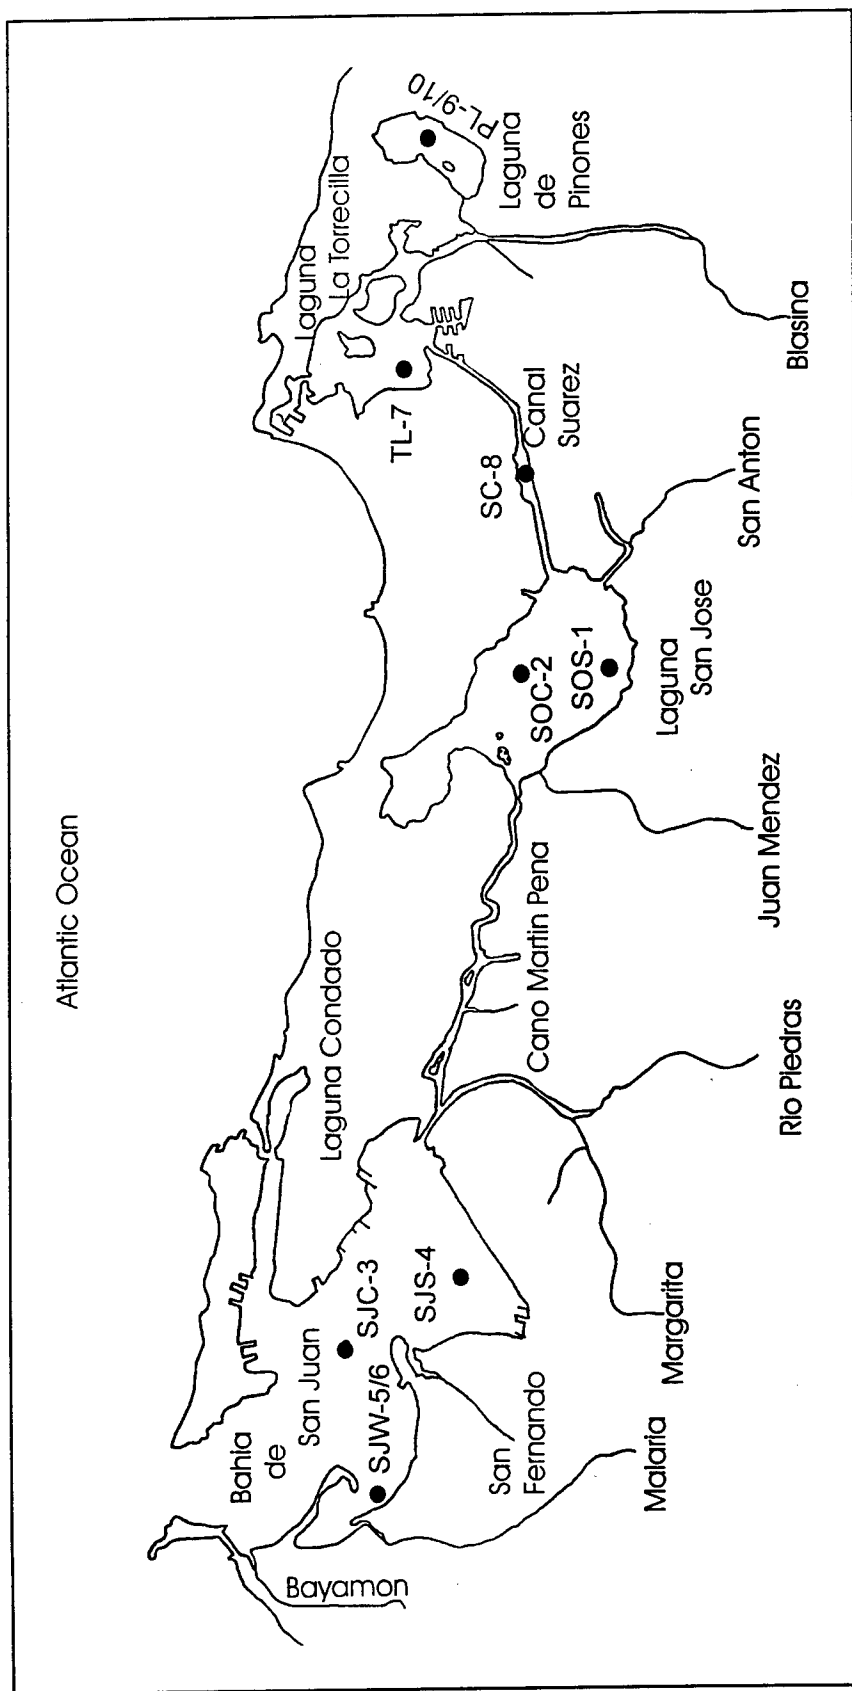 Atlantic Ocean
Laguna
La Torrecilla
PL-9/10
Laguna
de
Pinones
TL-7
SC-8
Canal
Suarez
Blasina
San Anton
SOC-2
SOS-1
Laguna
San Jose
Juan Mendez
Cano Martin Pena
Laguna Condado
Rio Piedras
Bahia
de
San Juan
SJC-3
SJS-4
SJW-5/6
San
Fernando
Margarita
Malaria
Bayamon